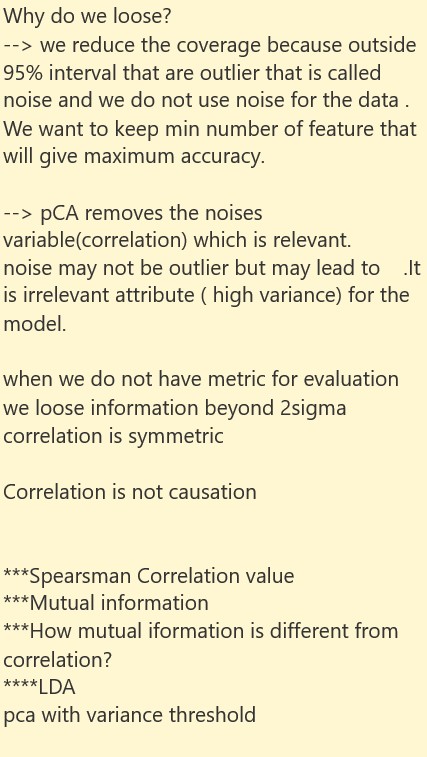 Why do we loose?
--> we reduce the coverage because outside
95% interval that are outlier that is called
noise and we do not use noise for the data .
We want to keep min number of feature that
will give maximum accuracy.
--> pCA removes the noises
variable(correlation) which is relevant.
noise may not be outlier but may lead to    .It
is irrelevant attribute ( high variance) for the
model.
when we do not have metric for evaluation
we loose information beyond 2sigma
correlation is symmetric
Correlation is not causation
***Spearsman Correlation value
***Mutual information
***How mutual iformation is different from
correlation?
****LDA
pca with variance threshold